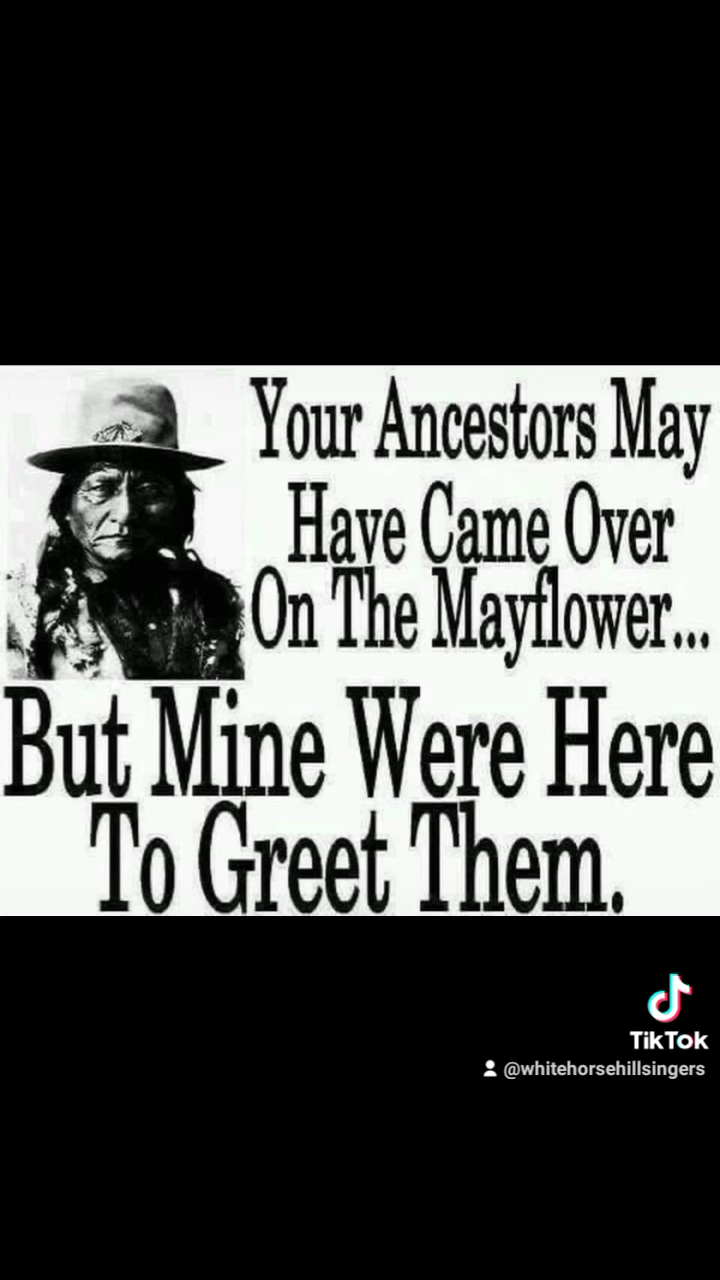 Your Ancestors May
Have Came Over
On The Mayflower...
But Mine Were Here
To Greet Them.
TikTok
@whitehorsehillsingers